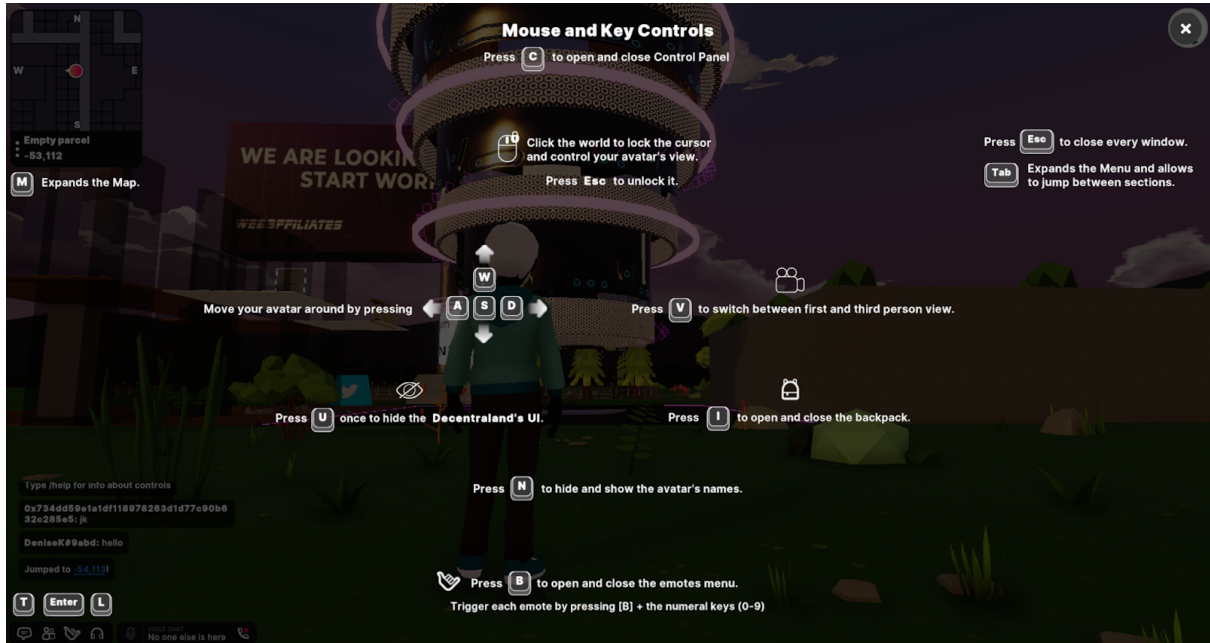 Mouse and Key Controls
Press C to open and close Control Panel
N
W E
S
Empty parcel
-53,112
M Expands the Map.
Click the world to lock the cursor
and control your avatar's view.
Press Esc to unlock it.
Press Esc to close every window.
Tab Expands the Menu and allows
to jump between sections.
WE ARE LOOKIN
START WOR
WEB3FFILIATES
W
Move your avatar around by pressing A S D
Press V to switch between first and third person view.
Press U once to hide the Decentraland's UI.
Press I to open and close the backpack.
Press N to hide and show the avatar's names.
Type /help for info about controls
0x734dd59e1a1df118978263d1d77c90b6
32c285e5: jk
DeniseK#9abd: hello
Jumped to -54,113!
Press B to open and close the emotes menu.
Trigger each emote by pressing [B] + the numeral keys (0-9)
T Enter L
VOICE CHAT
No one else is here